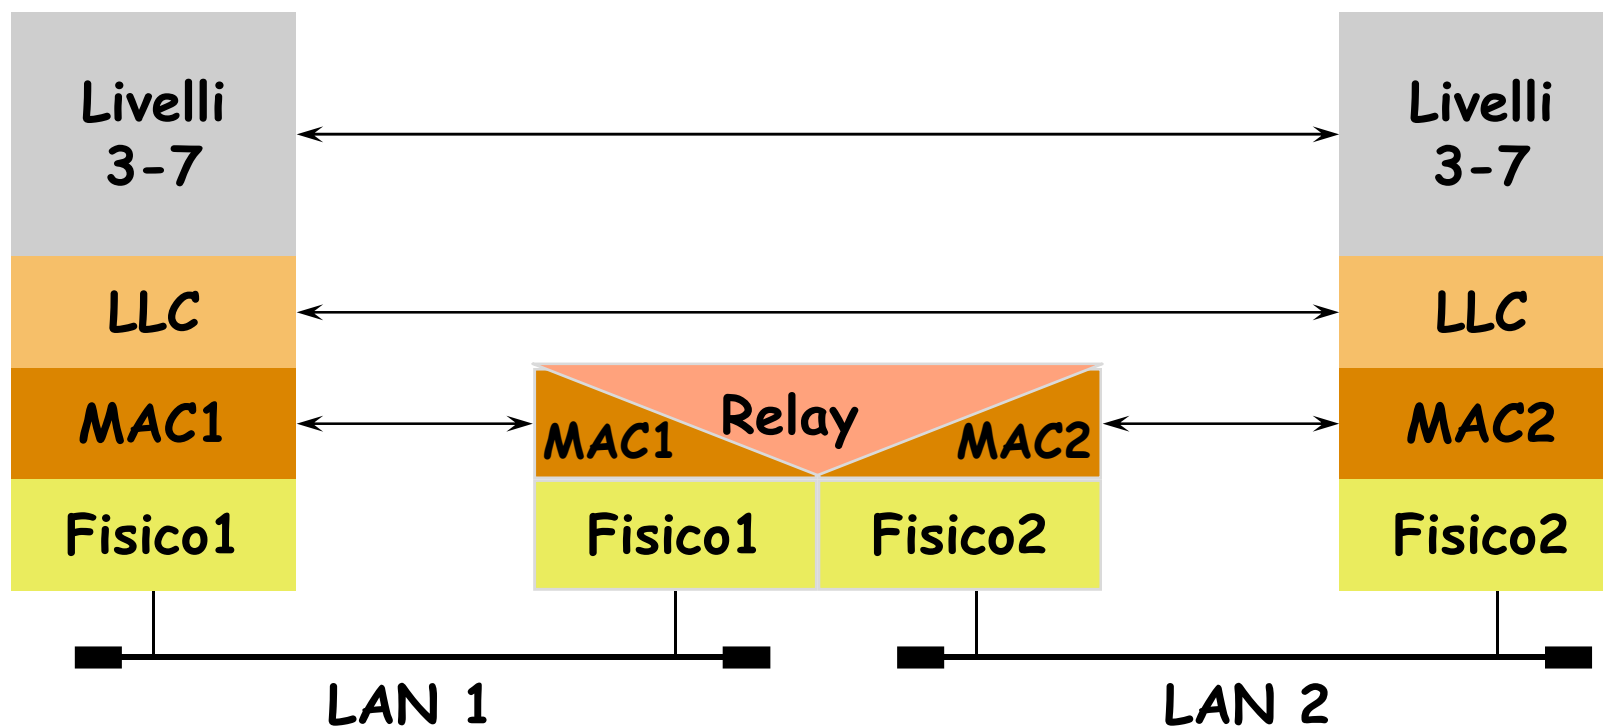 Livelli
3-7
LLC
MAC1
Fisico1
Relay
MAC1
MAC2
Fisico1
Fisico2
Livelli
3-7
LLC
MAC2
Fisico2
LAN 1
LAN 2